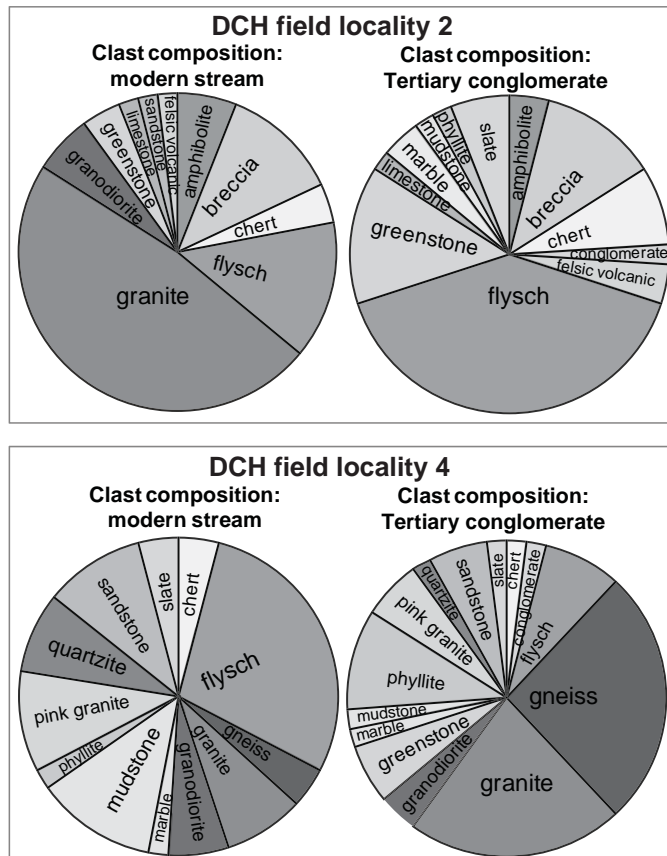 DCH field locality 2
Clast composition:
modern stream
Clast composition:
Tertiary conglomerate
amphibolite
breccia
chert
flysch
granite
granodiorite
greenstone
limestone
sandstone
felsic volcanic
amphibolite
breccia
chert
conglomerate
felsic volcanic
flysch
greenstone
limestone
marble
mudstone
phyllite
slate
DCH field locality 4
Clast composition:
modern stream
Clast composition:
Tertiary conglomerate
chert
flysch
gneiss
granite
granodiorite
marble
mudstone
phyllite
pink granite
quartzite
sandstone
slate
chert
conglomerate
flysch
gneiss
granite
granodiorite
greenstone
marble
mudstone
phyllite
pink granite
quartzite
sandstone
slate